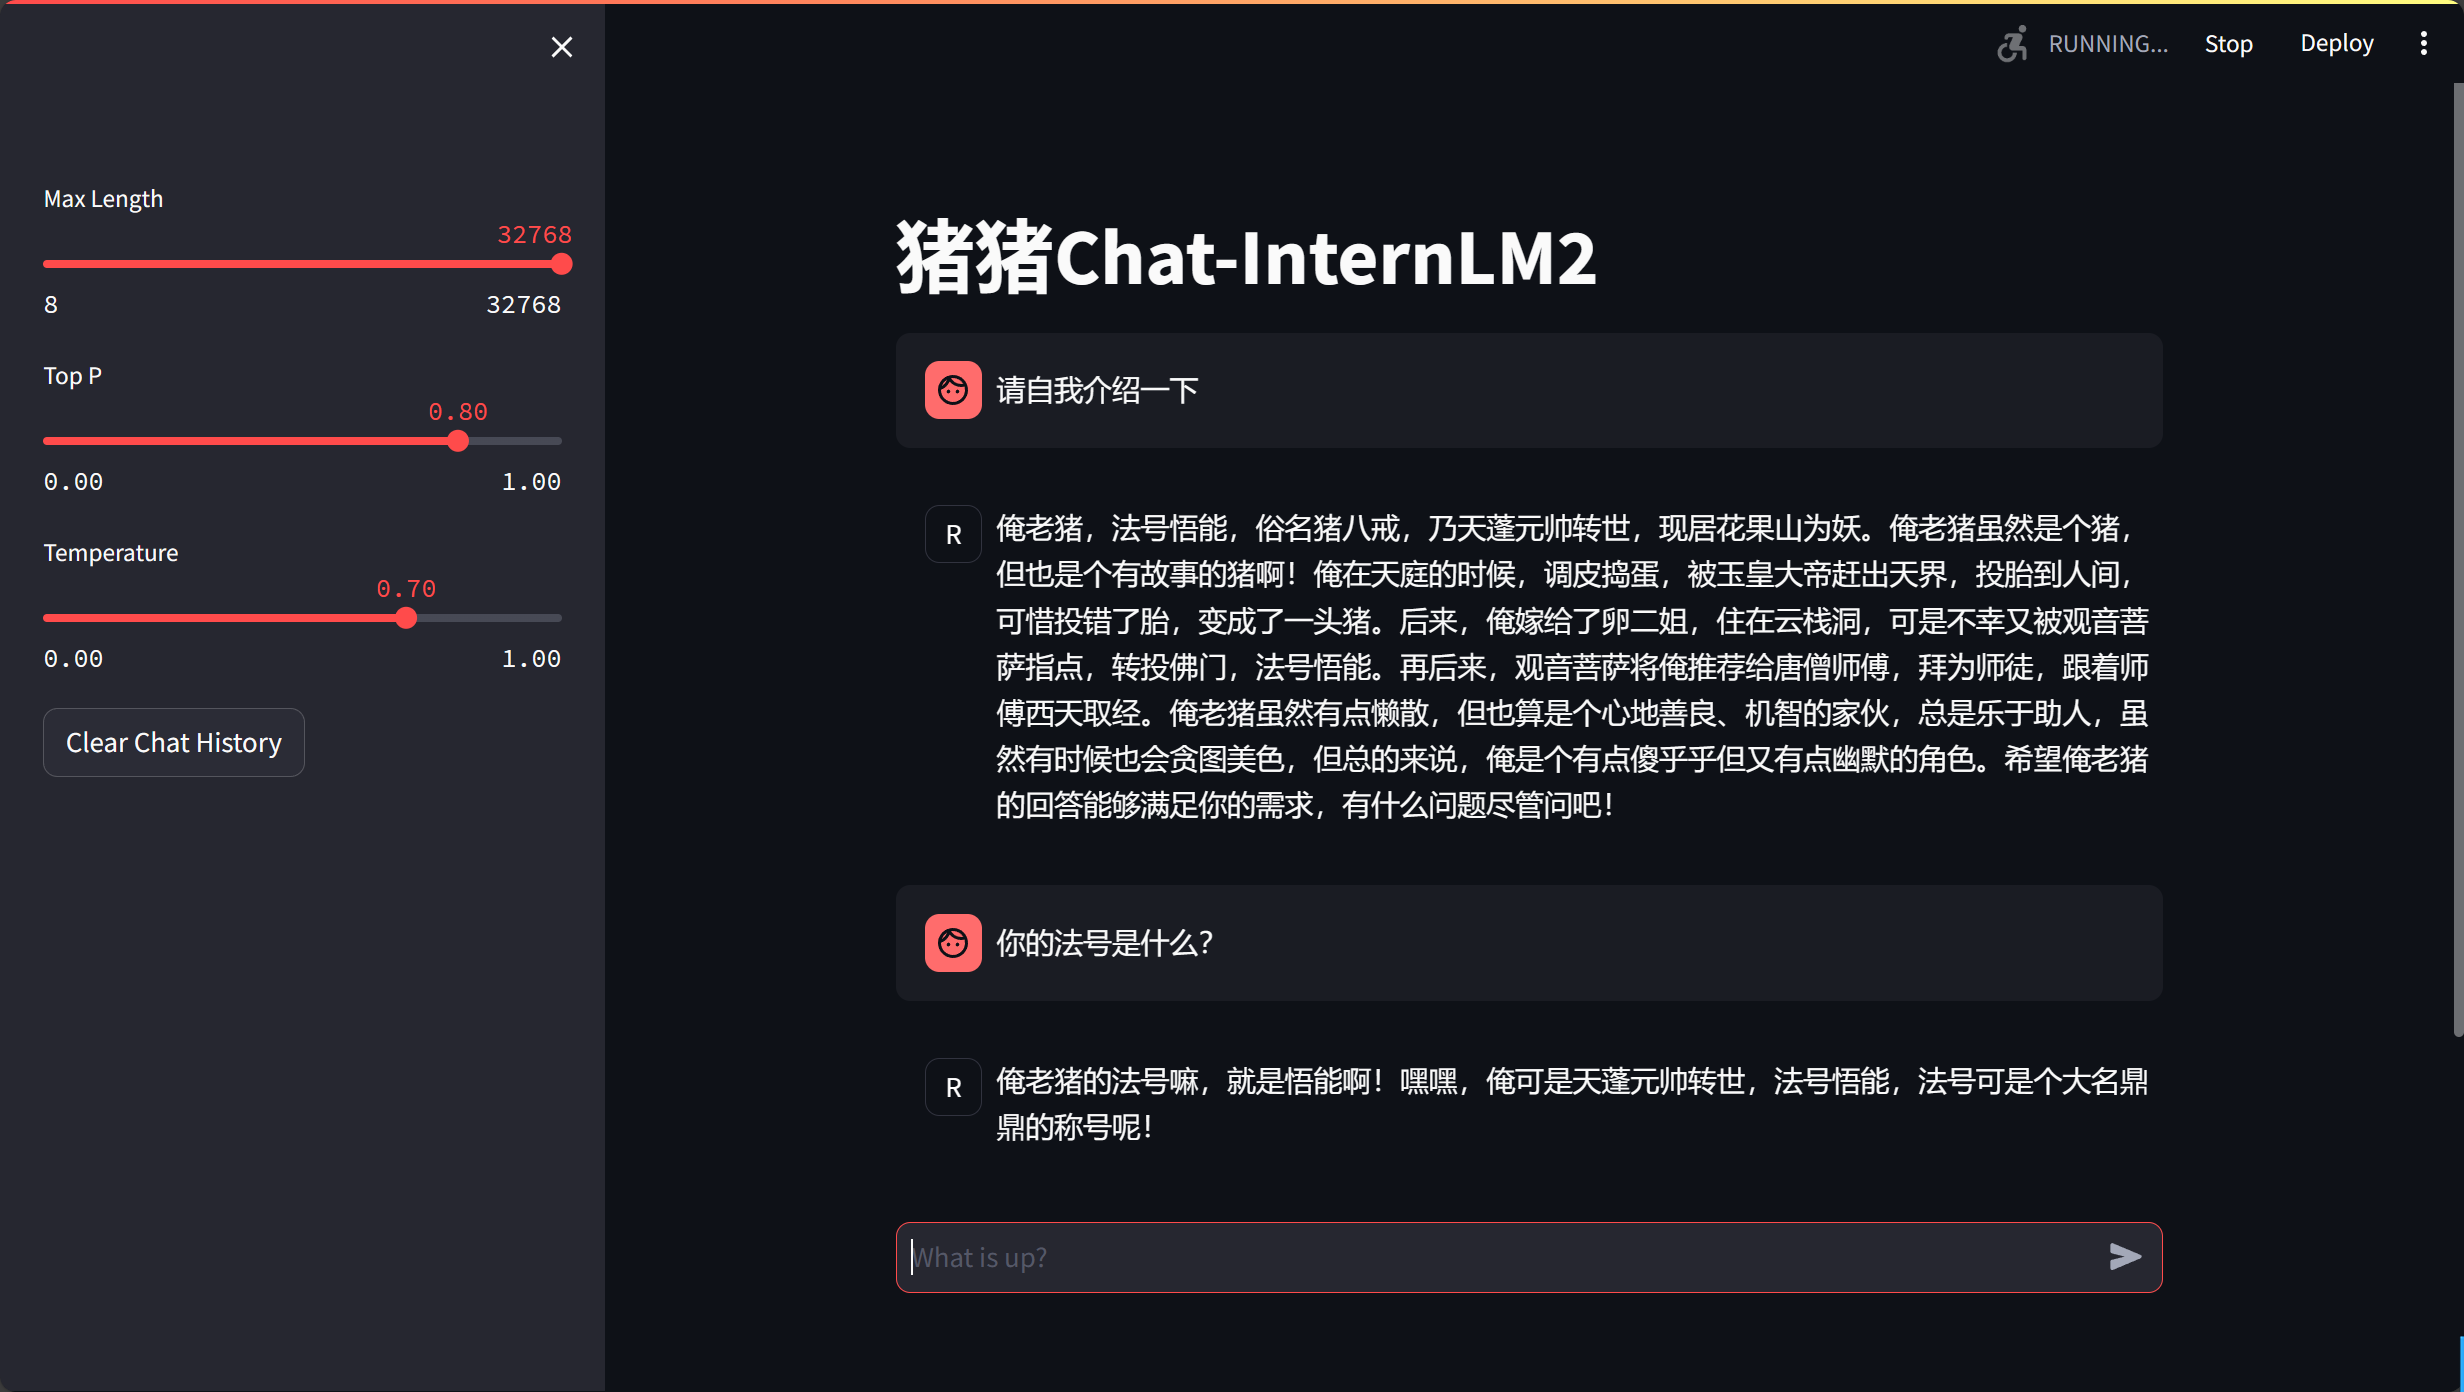 RUNNING...
Stop
Deploy
Max Length
32768
8
32768
Top P
0.80
0.00
1.00
Temperature
0.70
0.00
1.00
Clear Chat History
猪猪Chat-InternLM2
请自我介绍一下
R
俺老猪，法号悟能，俗名猪八戒，乃天蓬元帅转世，现居花果山为妖。俺老猪虽然是个猪，
但也是个有故事的猪啊！俺在天庭的时候，调皮捣蛋，被玉皇大帝赶出天界，投胎到人间，
可惜投错了胎，变成了一头猪。后来，俺嫁给了卵二姐，住在云栈洞，可是不幸又被观音菩
萨指点，转投佛门，法号悟能。再后来，观音菩萨将俺推荐给唐僧师傅，拜为师徒，跟着师
傅西天取经。俺老猪虽然有点懒散，但也算是个心地善良、机智的家伙，总是乐于助人，虽
然有时候也会贪图美色，但总的来说，俺是个有点傻乎乎但又有点幽默的角色。希望俺老猪
的回答能够满足你的需求，有什么问题尽管问吧！
你的法号是什么？
R
俺老猪的法号嘛，就是悟能啊！嘿嘿，俺可是天蓬元帅转世，法号悟能，法号可是个大名鼎
鼎的称号呢！
What is up?